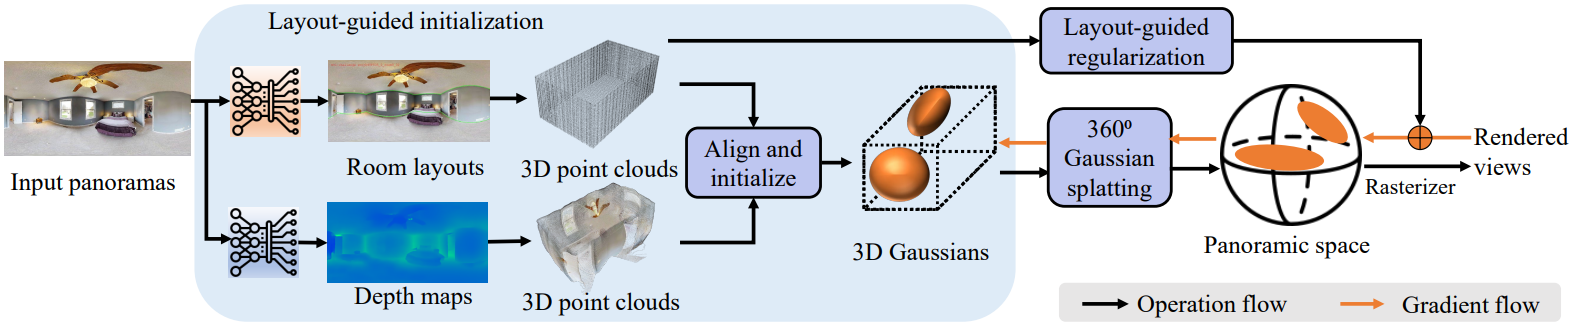 Layout-guided initialization
Layout-guided
regularization
Input panoramas
Room layouts
3D point clouds
Align and
initialize
3D Gaussians
360⁰
Gaussian
splatting
Rendered
views
Rasterizer
Panoramic space
Depth maps
3D point clouds
Operation flow
Gradient flow